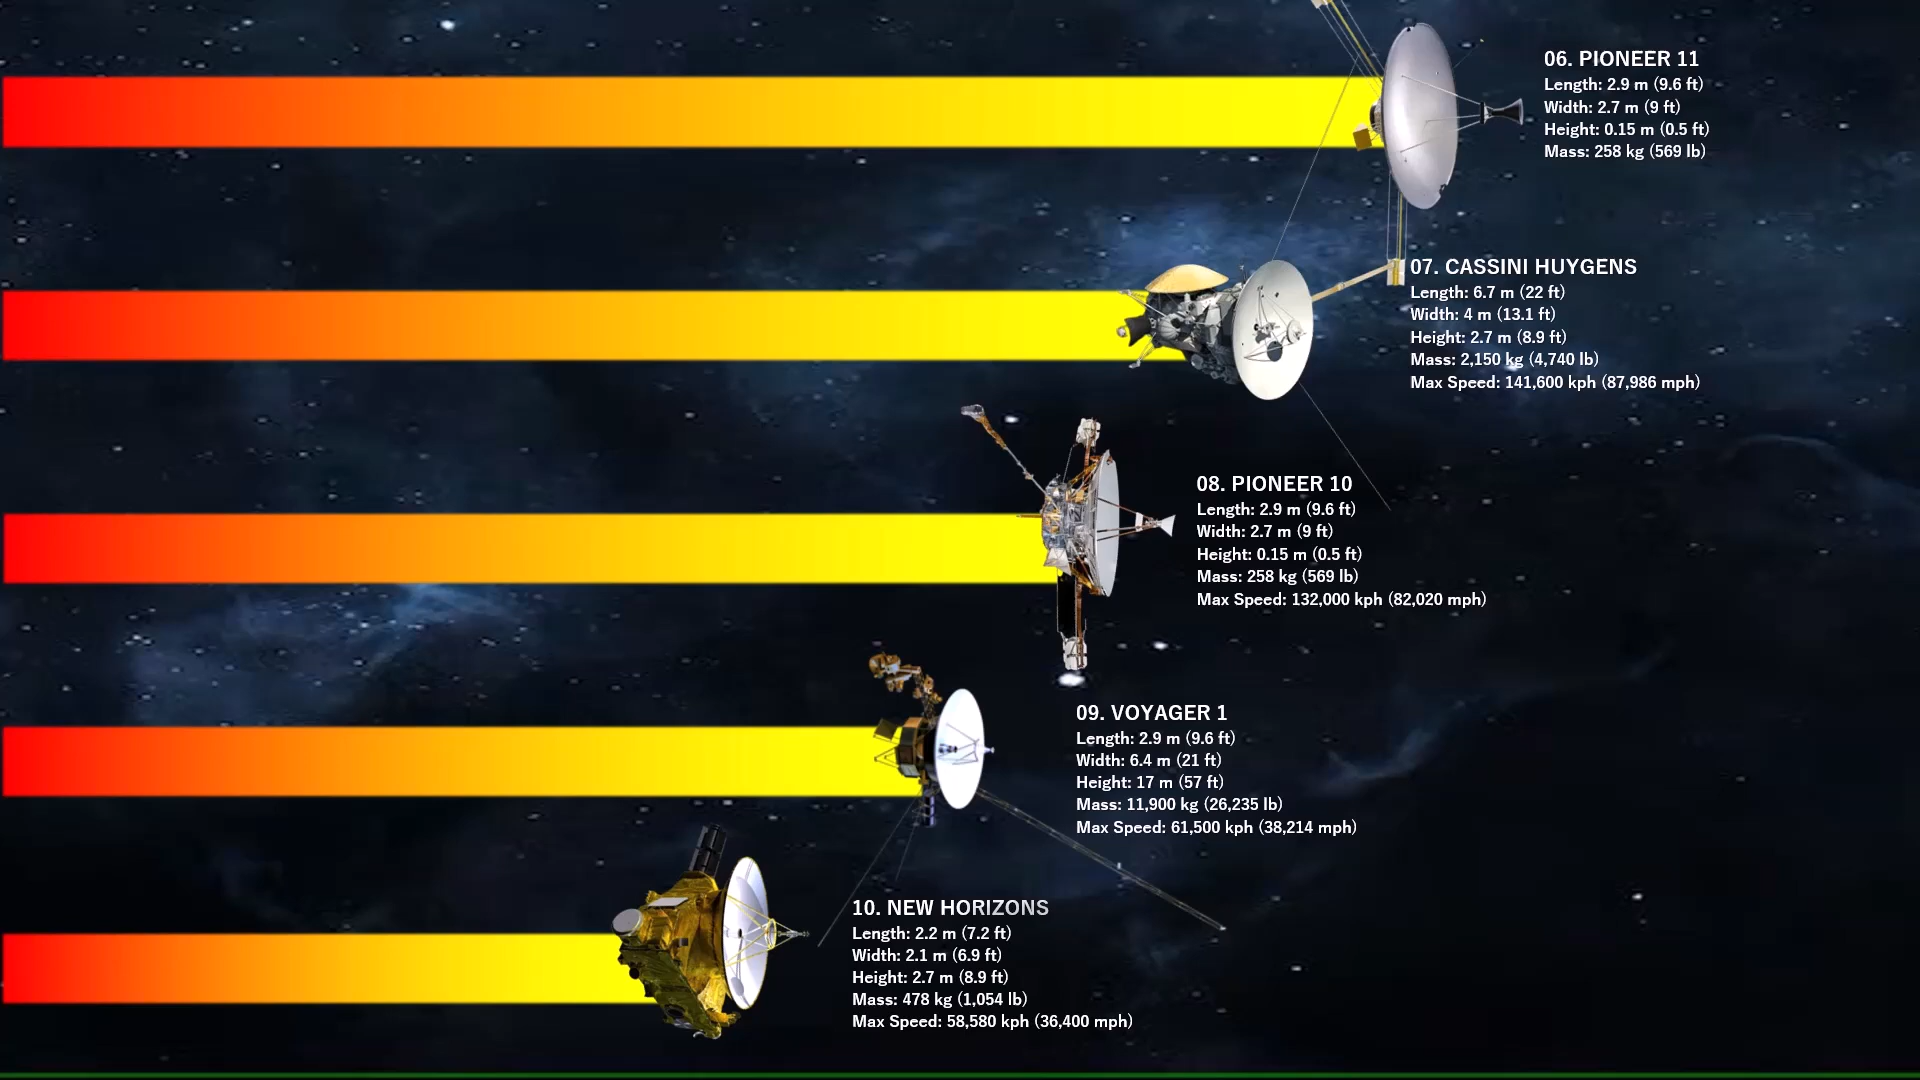 06. PIONEER 11
Length: 2.9 m (9.6 ft)
Width: 2.7 m (9 ft)
Height: 0.15 m (0.5 ft)
Mass: 258 kg (569 lb)
07. CASSINI HUYGENS
Length: 6.7 m (22 ft)
Width: 4 m (13.1 ft)
Height: 2.7 m (8.9 ft)
Mass: 2,150 kg (4,740 lb)
Max Speed: 141,600 kph (87,986 mph)
08. PIONEER 10
Length: 2.9 m (9.6 ft)
Width: 2.7 m (9 ft)
Height: 0.15 m (0.5 ft)
Mass: 258 kg (569 lb)
Max Speed: 132,000 kph (82,020 mph)
09. VOYAGER 1
Length: 2.9 m (9.6 ft)
Width: 6.4 m (21 ft)
Height: 17 m (57 ft)
Mass: 11,900 kg (26,235 lb)
Max Speed: 61,500 kph (38,214 mph)
10. NEW HORIZONS
Length: 2.2 m (7.2 ft)
Width: 2.1 m (6.9 ft)
Height: 2.7 m (8.9 ft)
Mass: 478 kg (1,054 lb)
Max Speed: 58,580 kph (36,400 mph)